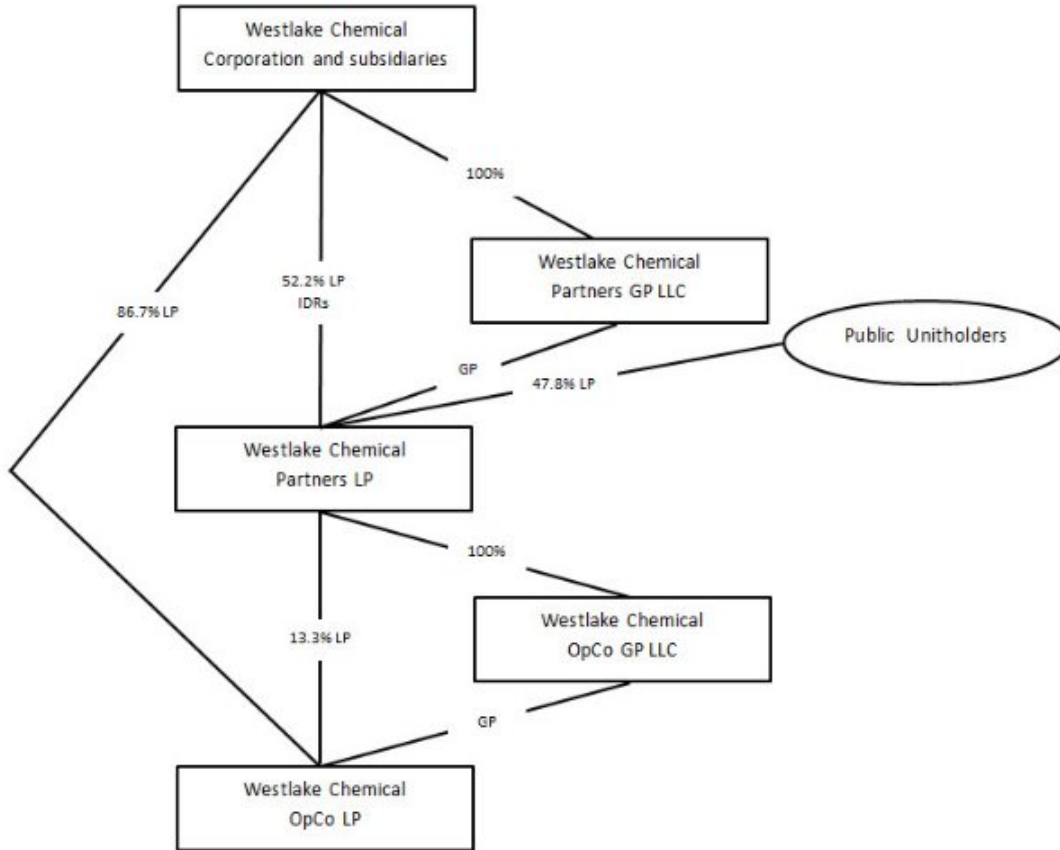 Westlake Chemical
Corporation and subsidiaries
100%
Westlake Chemical
Partners GP LLC
52.2% LP
IDRs
86.7% LP
Public Unitholders
GP
47.8% LP
Westlake Chemical
Partners LP
100%
Westlake Chemical
OpCo GP LLC
13.3% LP
GP
Westlake Chemical
OpCo LP